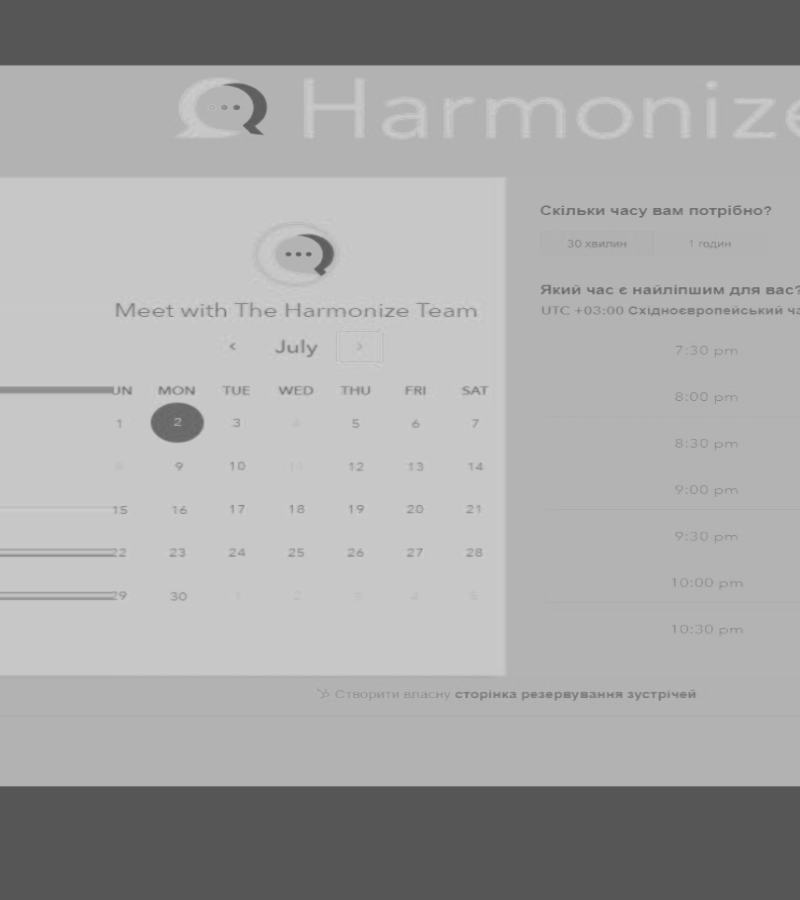 Harmonize
Meet with The Harmonize Team
‹ July ›
UN MON TUE WED THU FRI SAT
1 2 3 4 5 6 7
8 9 10 11 12 13 14
15 16 17 18 19 20 21
22 23 24 25 26 27 28
29 30 1 2 3 4 5
Скільки часу вам потрібно?
30 хвилин 1 годин
Який час є найліпшим для вас?
UTC +03:00 Східноєвропейський ча
7:30 pm
8:00 pm
8:30 pm
9:00 pm
9:30 pm
10:00 pm
10:30 pm
Створити власну сторінка резервування зустрічей